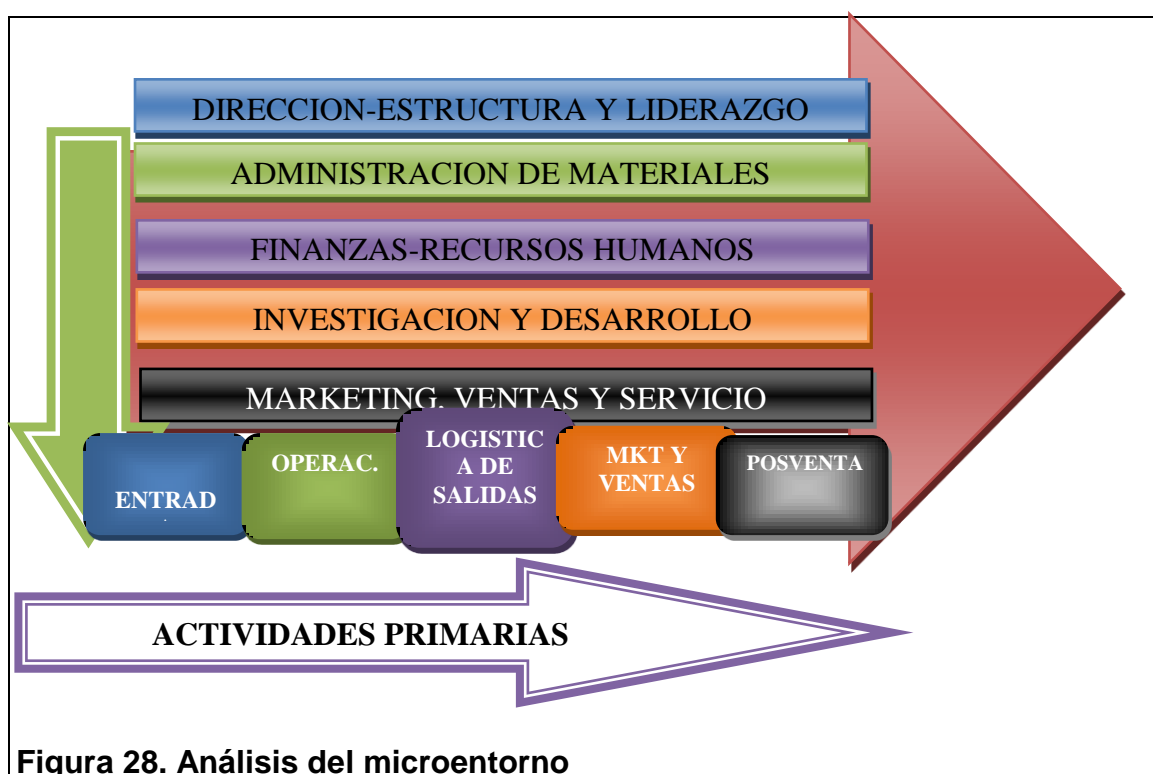 DIRECCION-ESTRUCTURA Y LIDERAZGO
ADMINISTRACION DE MATERIALES
FINANZAS-RECURSOS HUMANOS
INVESTIGACION Y DESARROLLO
MARKETING, VENTAS Y SERVICIO
ENTRAD
OPERAC.
LOGISTIC
A DE
SALIDAS
MKT Y
VENTAS
POSVENTA
ACTIVIDADES PRIMARIAS
Figura 28. Análisis del microentorno